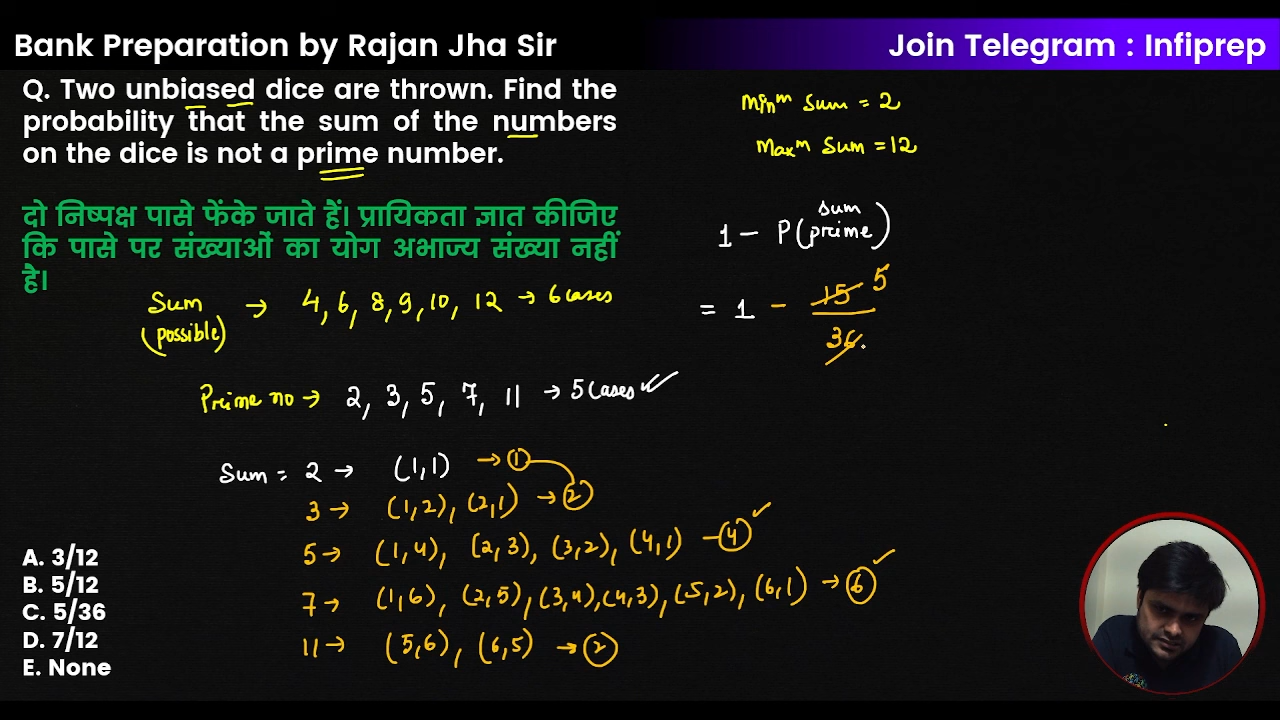 Bank Preparation by Rajan Jha Sir
Join Telegram : Infiprep
Q. Two unbiased dice are thrown. Find the
probability that the sum of the numbers
on the dice is not a prime number.
दो निष्पक्ष पासे फेंके जाते हैं। प्रायिकता ज्ञात कीजिए
कि पासे पर संख्याओं का योग अभाज्य संख्या नहीं
है।
Sum (possible) → 4, 6, 8, 9, 10, 12 → 6 cases
Prime no → 2, 3, 5, 7, 11 → 5 Cases
Sum = 2 → (1,1) → 1
3 → (1,2), (2,1) → 2
5 → (1,4), (2,3), (3,2), (4,1) – 4
7 → (1,6), (2,5), (3,4), (4,3), (5,2), (6,1) → 6
11 → (5,6), (6,5) → 2
Minm sum = 2
Maxm Sum = 12
1 – P(sum prime)
= 1 – 15/36 5
A. 3/12
B. 5/12
C. 5/36
D. 7/12
E. None